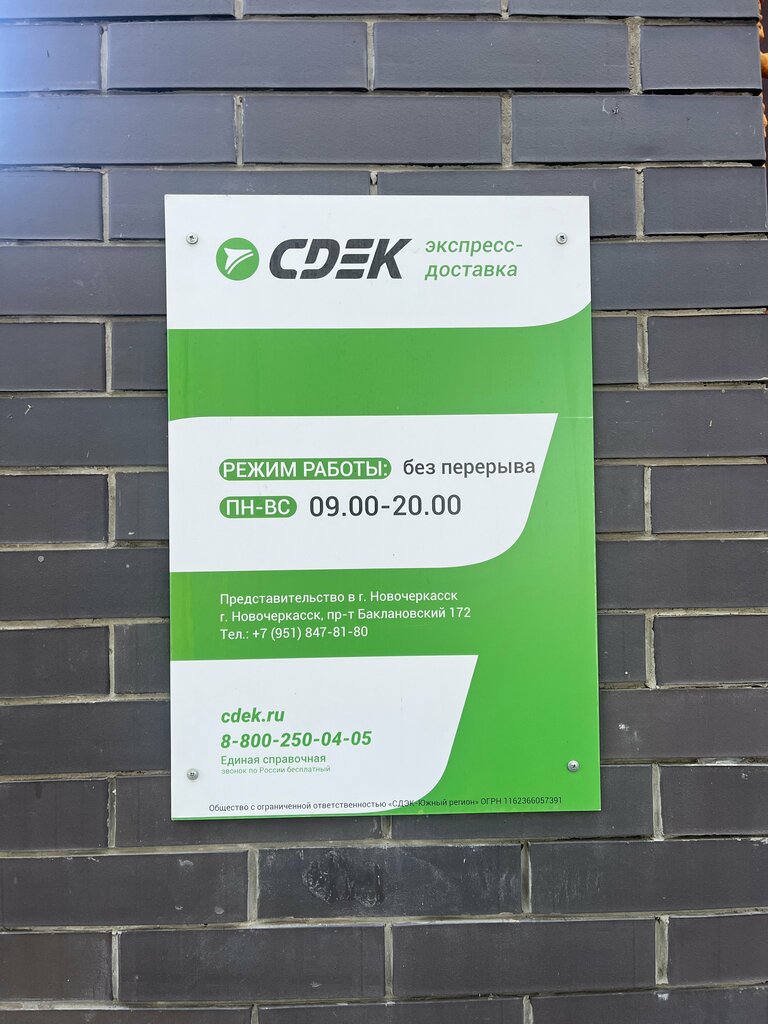 CDEK экспресс-
доставка
РЕЖИМ РАБОТЫ: без перерыва
ПН-ВС 09.00-20.00
Представительство в г. Новочеркасск
г. Новочеркасск, пр-т Баклановский 172
Тел.: +7 (951) 847-81-80
cdek.ru
8-800-250-04-05
Единая справочная
звонок по России бесплатный
Общество с ограниченной ответственностью «СДЭК-Южный регион» ОГРН 1162366057391